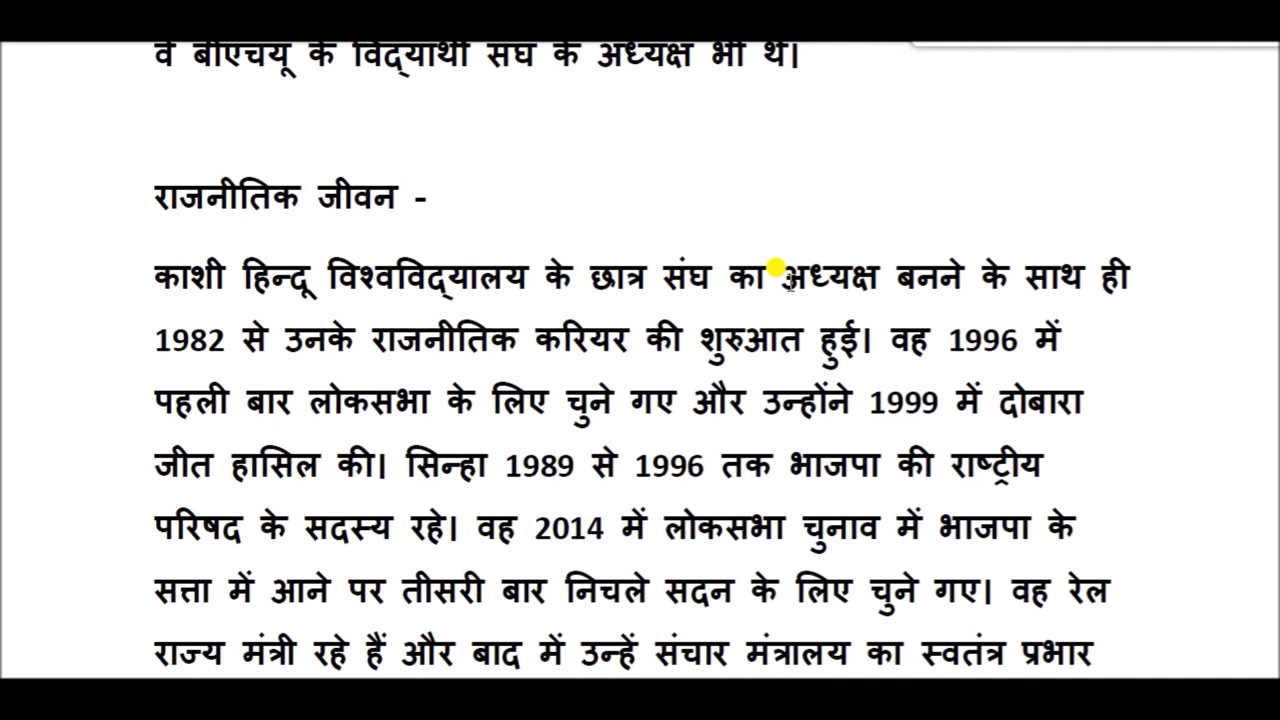 वे बीएचयू के विद्यार्थी संघ के अध्यक्ष भी थे।
राजनीतिक जीवन -
काशी हिन्दू विश्वविद्यालय के छात्र संघ का अध्यक्ष बनने के साथ ही
1982 से उनके राजनीतिक करियर की शुरुआत हुई। वह 1996 में
पहली बार लोकसभा के लिए चुने गए और उन्होंने 1999 में दोबारा
जीत हासिल की। सिन्हा 1989 से 1996 तक भाजपा की राष्ट्रीय
परिषद के सदस्य रहे। वह 2014 में लोकसभा चुनाव में भाजपा के
सत्ता में आने पर तीसरी बार निचले सदन के लिए चुने गए। वह रेल
राज्य मंत्री रहे हैं और बाद में उन्हें संचार मंत्रालय का स्वतंत्र प्रभार